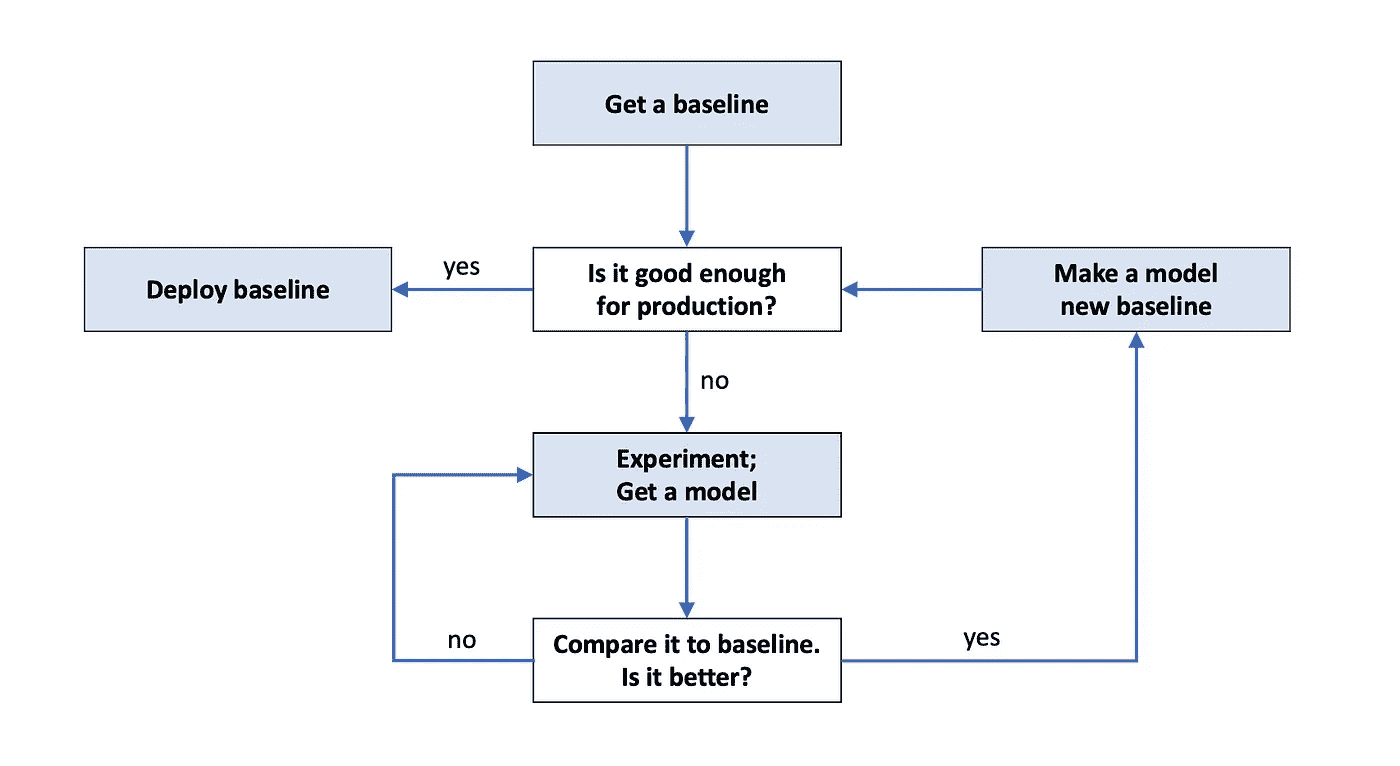 Get a baseline
Deploy baseline
yes
Is it good enough
for production?
Make a model
new baseline
no
Experiment;
Get a model
no
Compare it to baseline.
Is it better?
yes